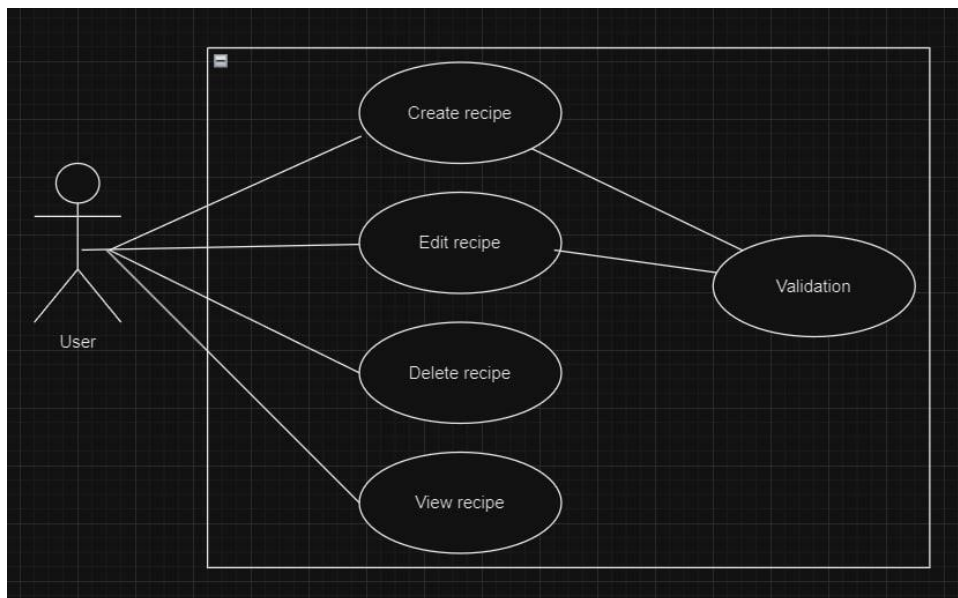 Create recipe
Edit recipe
Validation
User
Delete recipe
View recipe